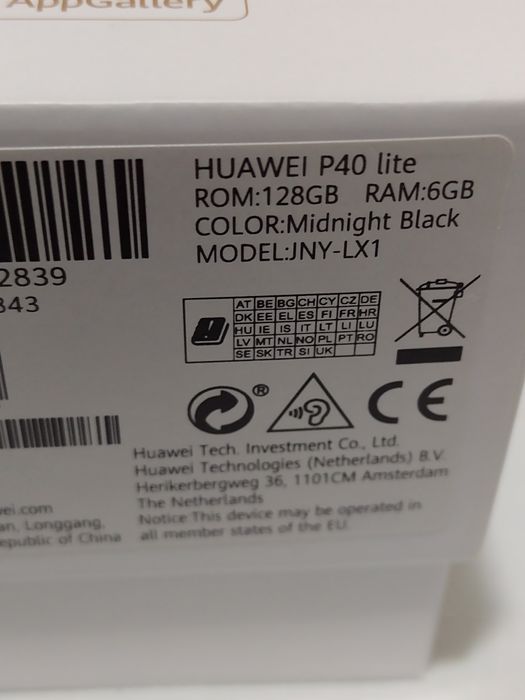 AppGallery
HUAWEI P40 lite
ROM:128GB RAM:6GB
COLOR:Midnight Black
MODEL:JNY-LX1
2839
343
AT BE BG CH CY CZ DE
DK EE EL ES FI FR HR
HU IE IS IT LT LI LU
LV MT NL NO PL PT RO
SE SK TR SI UK
®
CE
Huawei Tech. Investment Co., Ltd.
Huawei Technologies (Netherlands) B.V.
Herikerbergweg 36, 1101CM Amsterdam
The Netherlands
Notice This device may be operated in
all member states of the EU.
ei.com
an, Longgang,
epublic of China